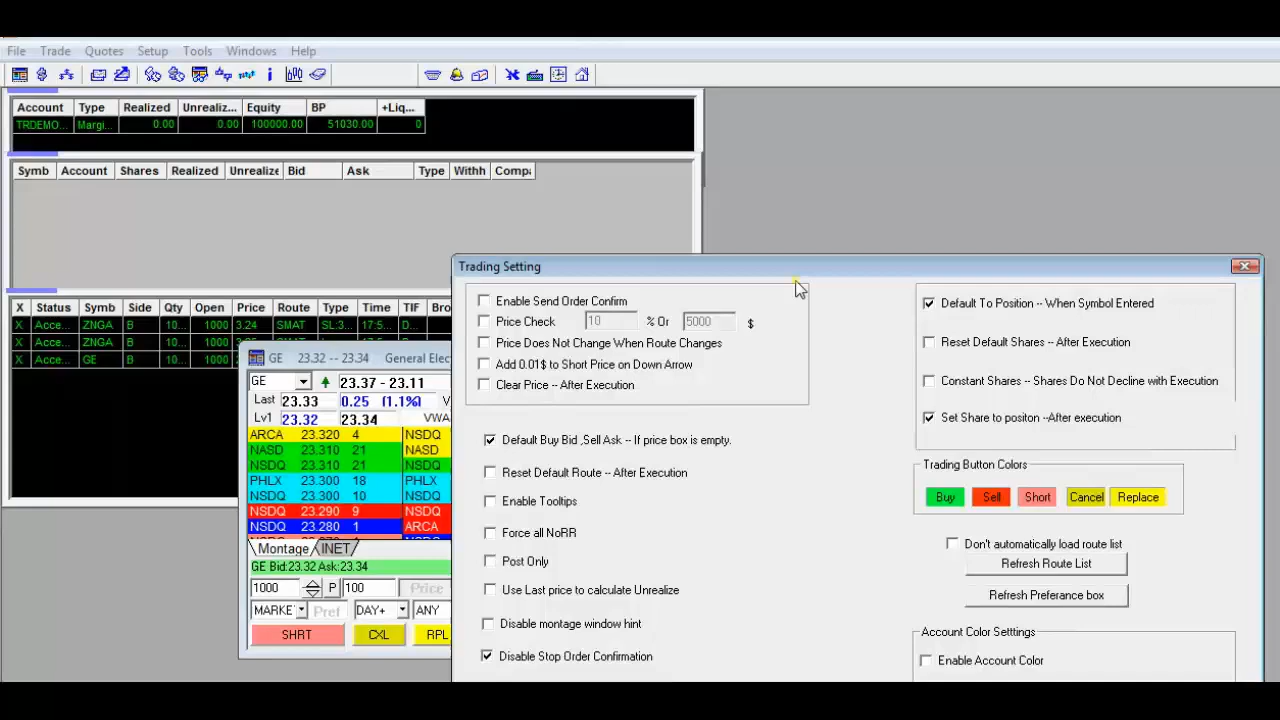 File Trade Quotes Setup Tools Windows Help
Account Type Realized Unrealiz... Equity BP +Liq...
TRDEMO... Margi... 0.00 0.00 100000.00 51030.00 0
Symb Account Shares Realized Unrealize Bid Ask Type Withh Compa
X Status Symb Side Qty Open Price Route Type Time TIF Bro
X Acce... ZNGA B 10... 1000 3.24 SMAT SL:3... 17:5... D...
X Acce... ZNGA B 10... 1000
X Acce... GE B 10... 1000
GE 23.32 -- 23.34 General Elect
GE 23.37 - 23.11
Last 23.33 0.25 (1.1%) V
Lv1 23.32 23.34 VWA
ARCA 23.320 4 NSDQ
NASD 23.310 21 NASD
NSDQ 23.310 21 NSDQ
PHLX 23.300 18 PHLX
NSDQ 23.300 10 NSDQ
NSDQ 23.290 9 NSDQ
NSDQ 23.280 1 ARCA
Montage INET
GE Bid:23.32 Ask:23.34
1000 P 100 Price
MARKE Pref DAY+ ANY
SHRT CXL RPL
Trading Setting
Enable Send Order Confirm
Price Check 10 % Or 5000 $
Price Does Not Change When Route Changes
Add 0.01$ to Short Price on Down Arrow
Clear Price -- After Execution
Default Buy Bid ,Sell Ask -- If price box is empty.
Reset Default Route -- After Execution
Enable Tooltips
Force all NoRR
Post Only
Use Last price to calculate Unrealize
Disable montage window hint
Disable Stop Order Confirmation
Default To Position -- When Symbol Entered
Reset Default Shares -- After Execution
Constant Shares -- Shares Do Not Decline with Execution
Set Share to positon --After execution
Trading Button Colors
Buy Sell Short Cancel Replace
Don't automatically load route list
Refresh Route List
Refresh Preferance box
Account Color Setttings
Enable Account Color